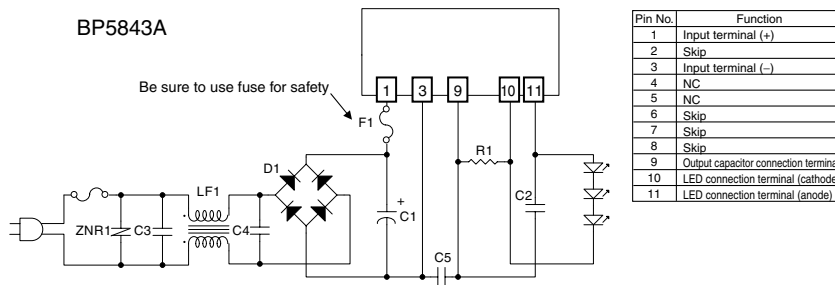 BP5843A
Be sure to use fuse for safety
1 3 9 10 11
F1
R1
D1
LF1
+
C1
C2
ZNR1
C3
C4
C5
Pin No. Function
1 Input terminal (+)
2 Skip
3 Input terminal (−)
4 NC
5 NC
6 Skip
7 Skip
8 Skip
9 Output capacitor connection termina
10 LED connection terminal (cathode
11 LED connection terminal (anode)